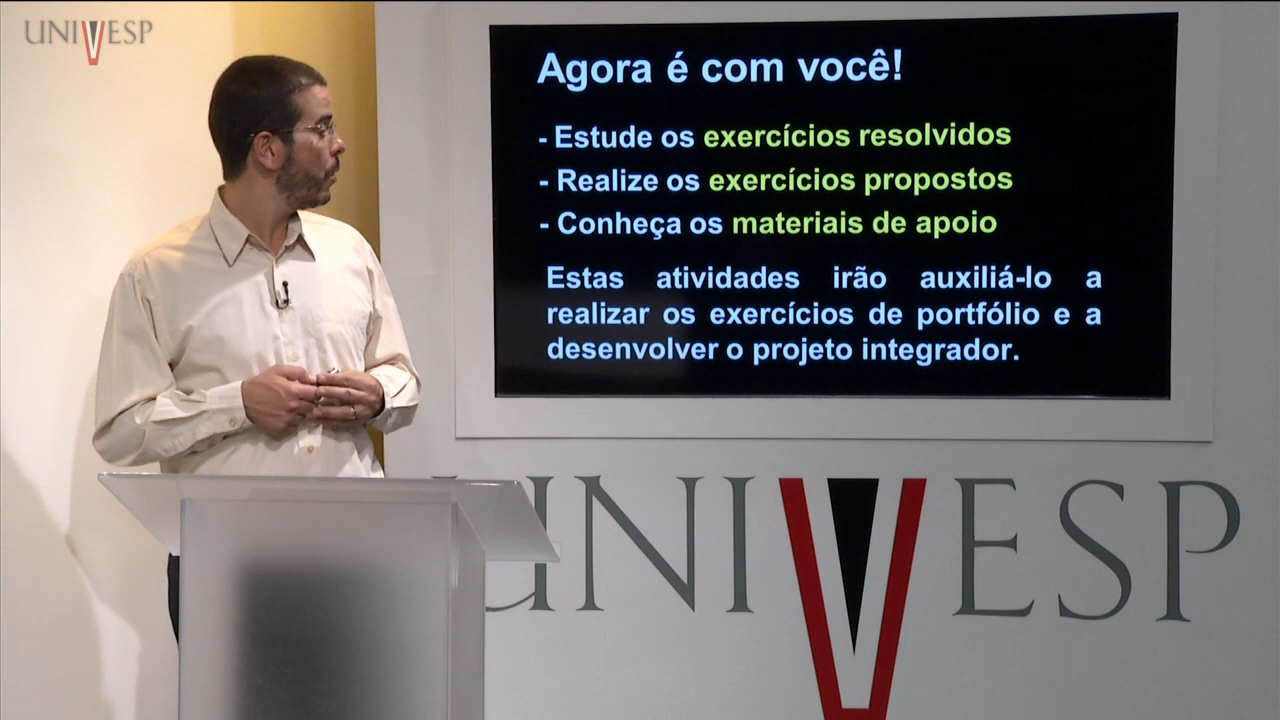 UNIVESP
Agora é com você!
- Estude os exercícios resolvidos
- Realize os exercícios propostos
- Conheça os materiais de apoio
Estas atividades irão auxiliá-lo a
realizar os exercícios de portfólio e a
desenvolver o projeto integrador.
UNIVESP